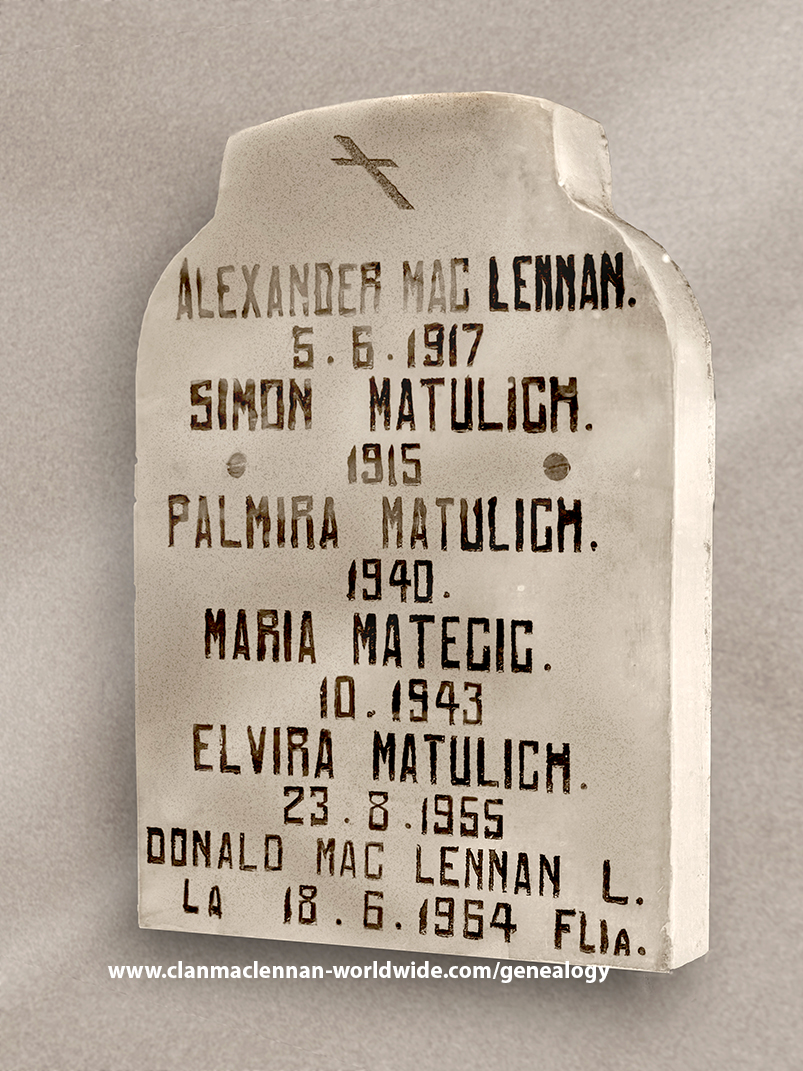 ALEXANDER MAC LENNAN.
5.6.1917
SIMON MATULICH.
1915
PALMIRA MATULICH.
1940.
MARIA MATECIC.
10.1943
ELVIRA MATULICH.
23.8.1955
DONALD MAC LENNAN L.
LA 18.6.1964 FLIA.
www.clanmaclennan-worldwide.com/genealogy